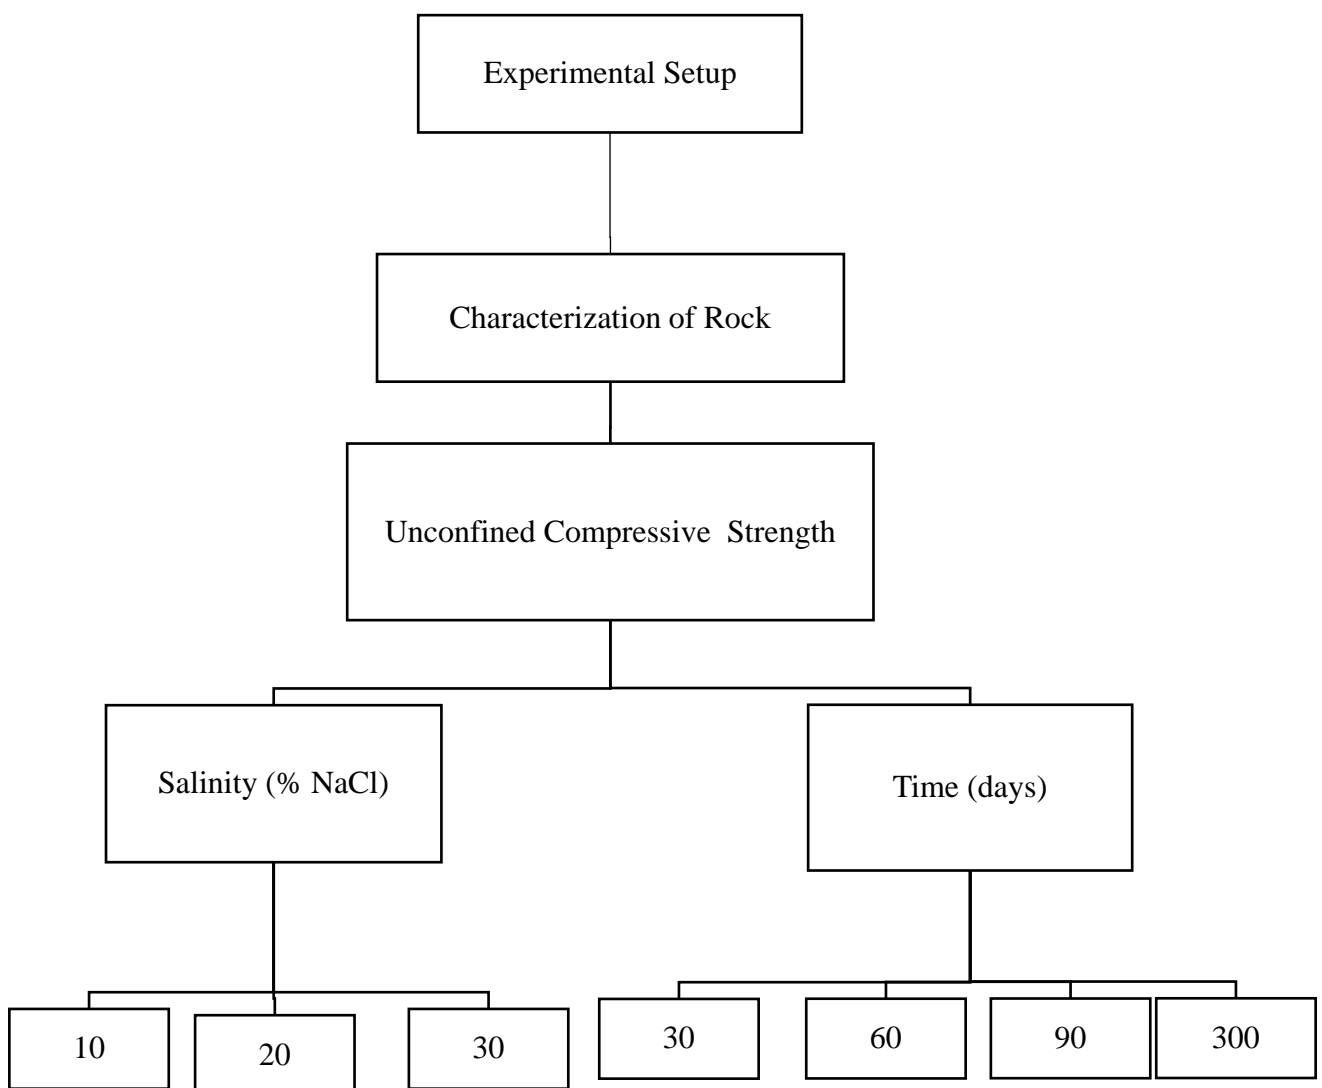 Experimental Setup
Characterization of Rock
Unconfined Compressive  Strength
Salinity (% NaCl)
Time (days)
10
20
30
30
60
90
300